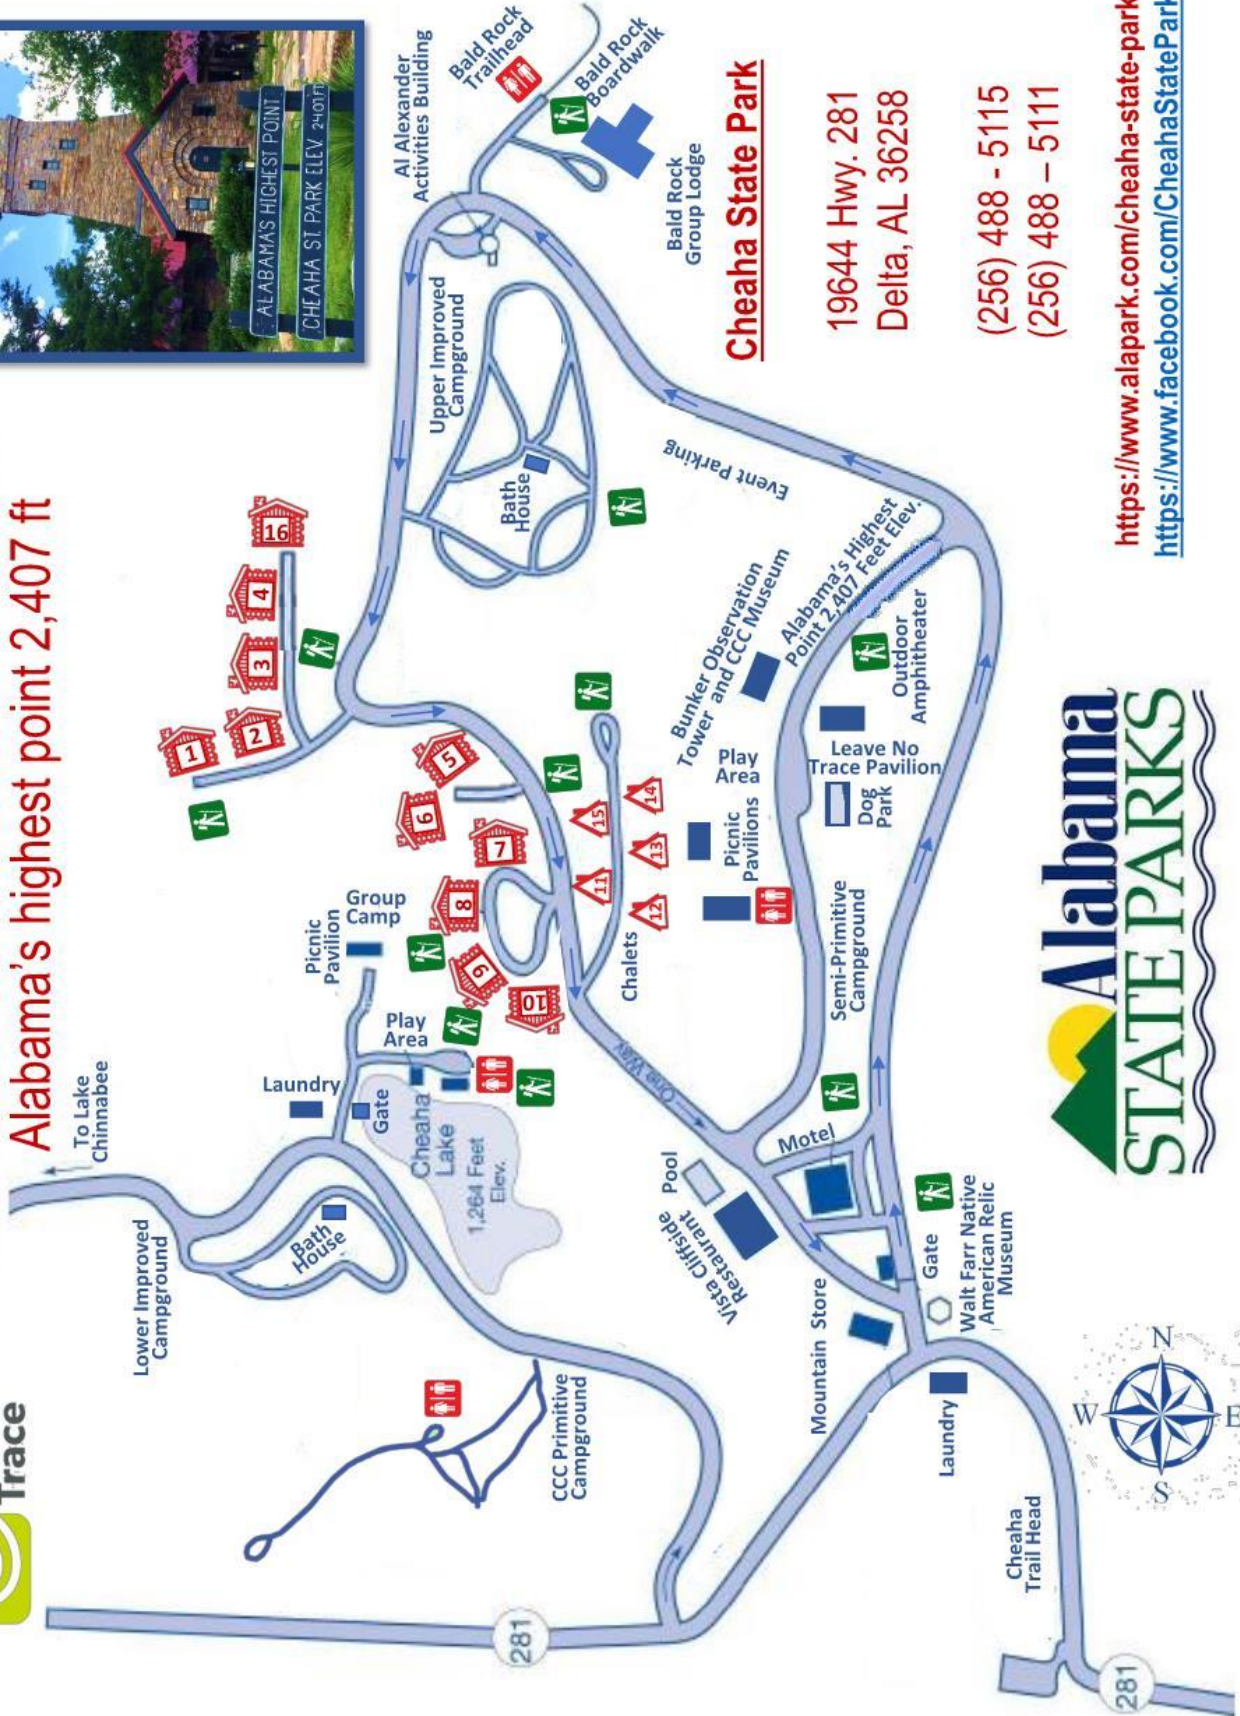 Trace
Alabama's highest point 2,407 ft
ALABAMA'S HIGHEST POINT
CHEAHA ST. PARK ELEV 2407FT
To Lake
Chinnabee
Lower Improved
Campground
Bath
House
Laundry
Gate
Picnic
Pavilion
Group
Camp
Play
Area
Cheaha
Lake
1,264 Feet
Elev.
CCC Primitive
Campground
1
2
3
4
16
5
6
7
8
9
10
11
15
12
13
14
Chalets
Al Alexander
Activities Building
Bald Rock
Trailhead
Bald Rock
Boardwalk
Bald Rock
Group Lodge
Upper Improved
Campground
Bath
House
Event Parking
Bunker Observation
Tower and CCC Museum
Alabama's Highest
Point 2,407 Feet Elev.
Outdoor
Amphitheater
Leave No
Trace Pavilion
Dog
Park
Play
Area
Picnic
Pavilions
Semi-Primitive
Campground
One Way
Pool
Vista Cliffside
Restaurant
Motel
Mountain Store
Gate
Walt Farr Native
American Relic
Museum
Laundry
Cheaha
Trail Head
281
281
Cheaha State Park
19644 Hwy. 281
Delta, AL 36258
(256) 488 - 5115
(256) 488 – 5111
https://www.alapark.com/cheaha-state-park
https://www.facebook.com/CheahaStatePark
Alabama
STATE PARKS
N
W
E
S